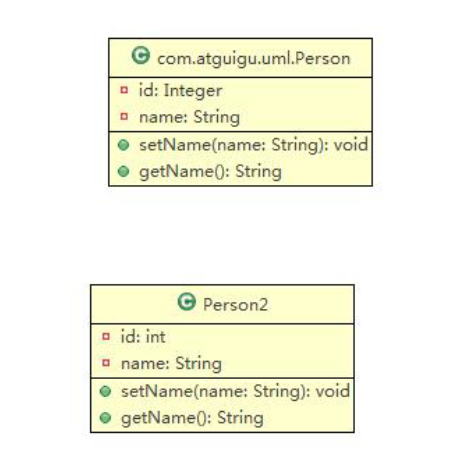 com.atguigu.uml.Person
id: Integer
name: String
setName(name: String): void
getName(): String
Person2
id: int
name: String
setName(name: String): void
getName(): String